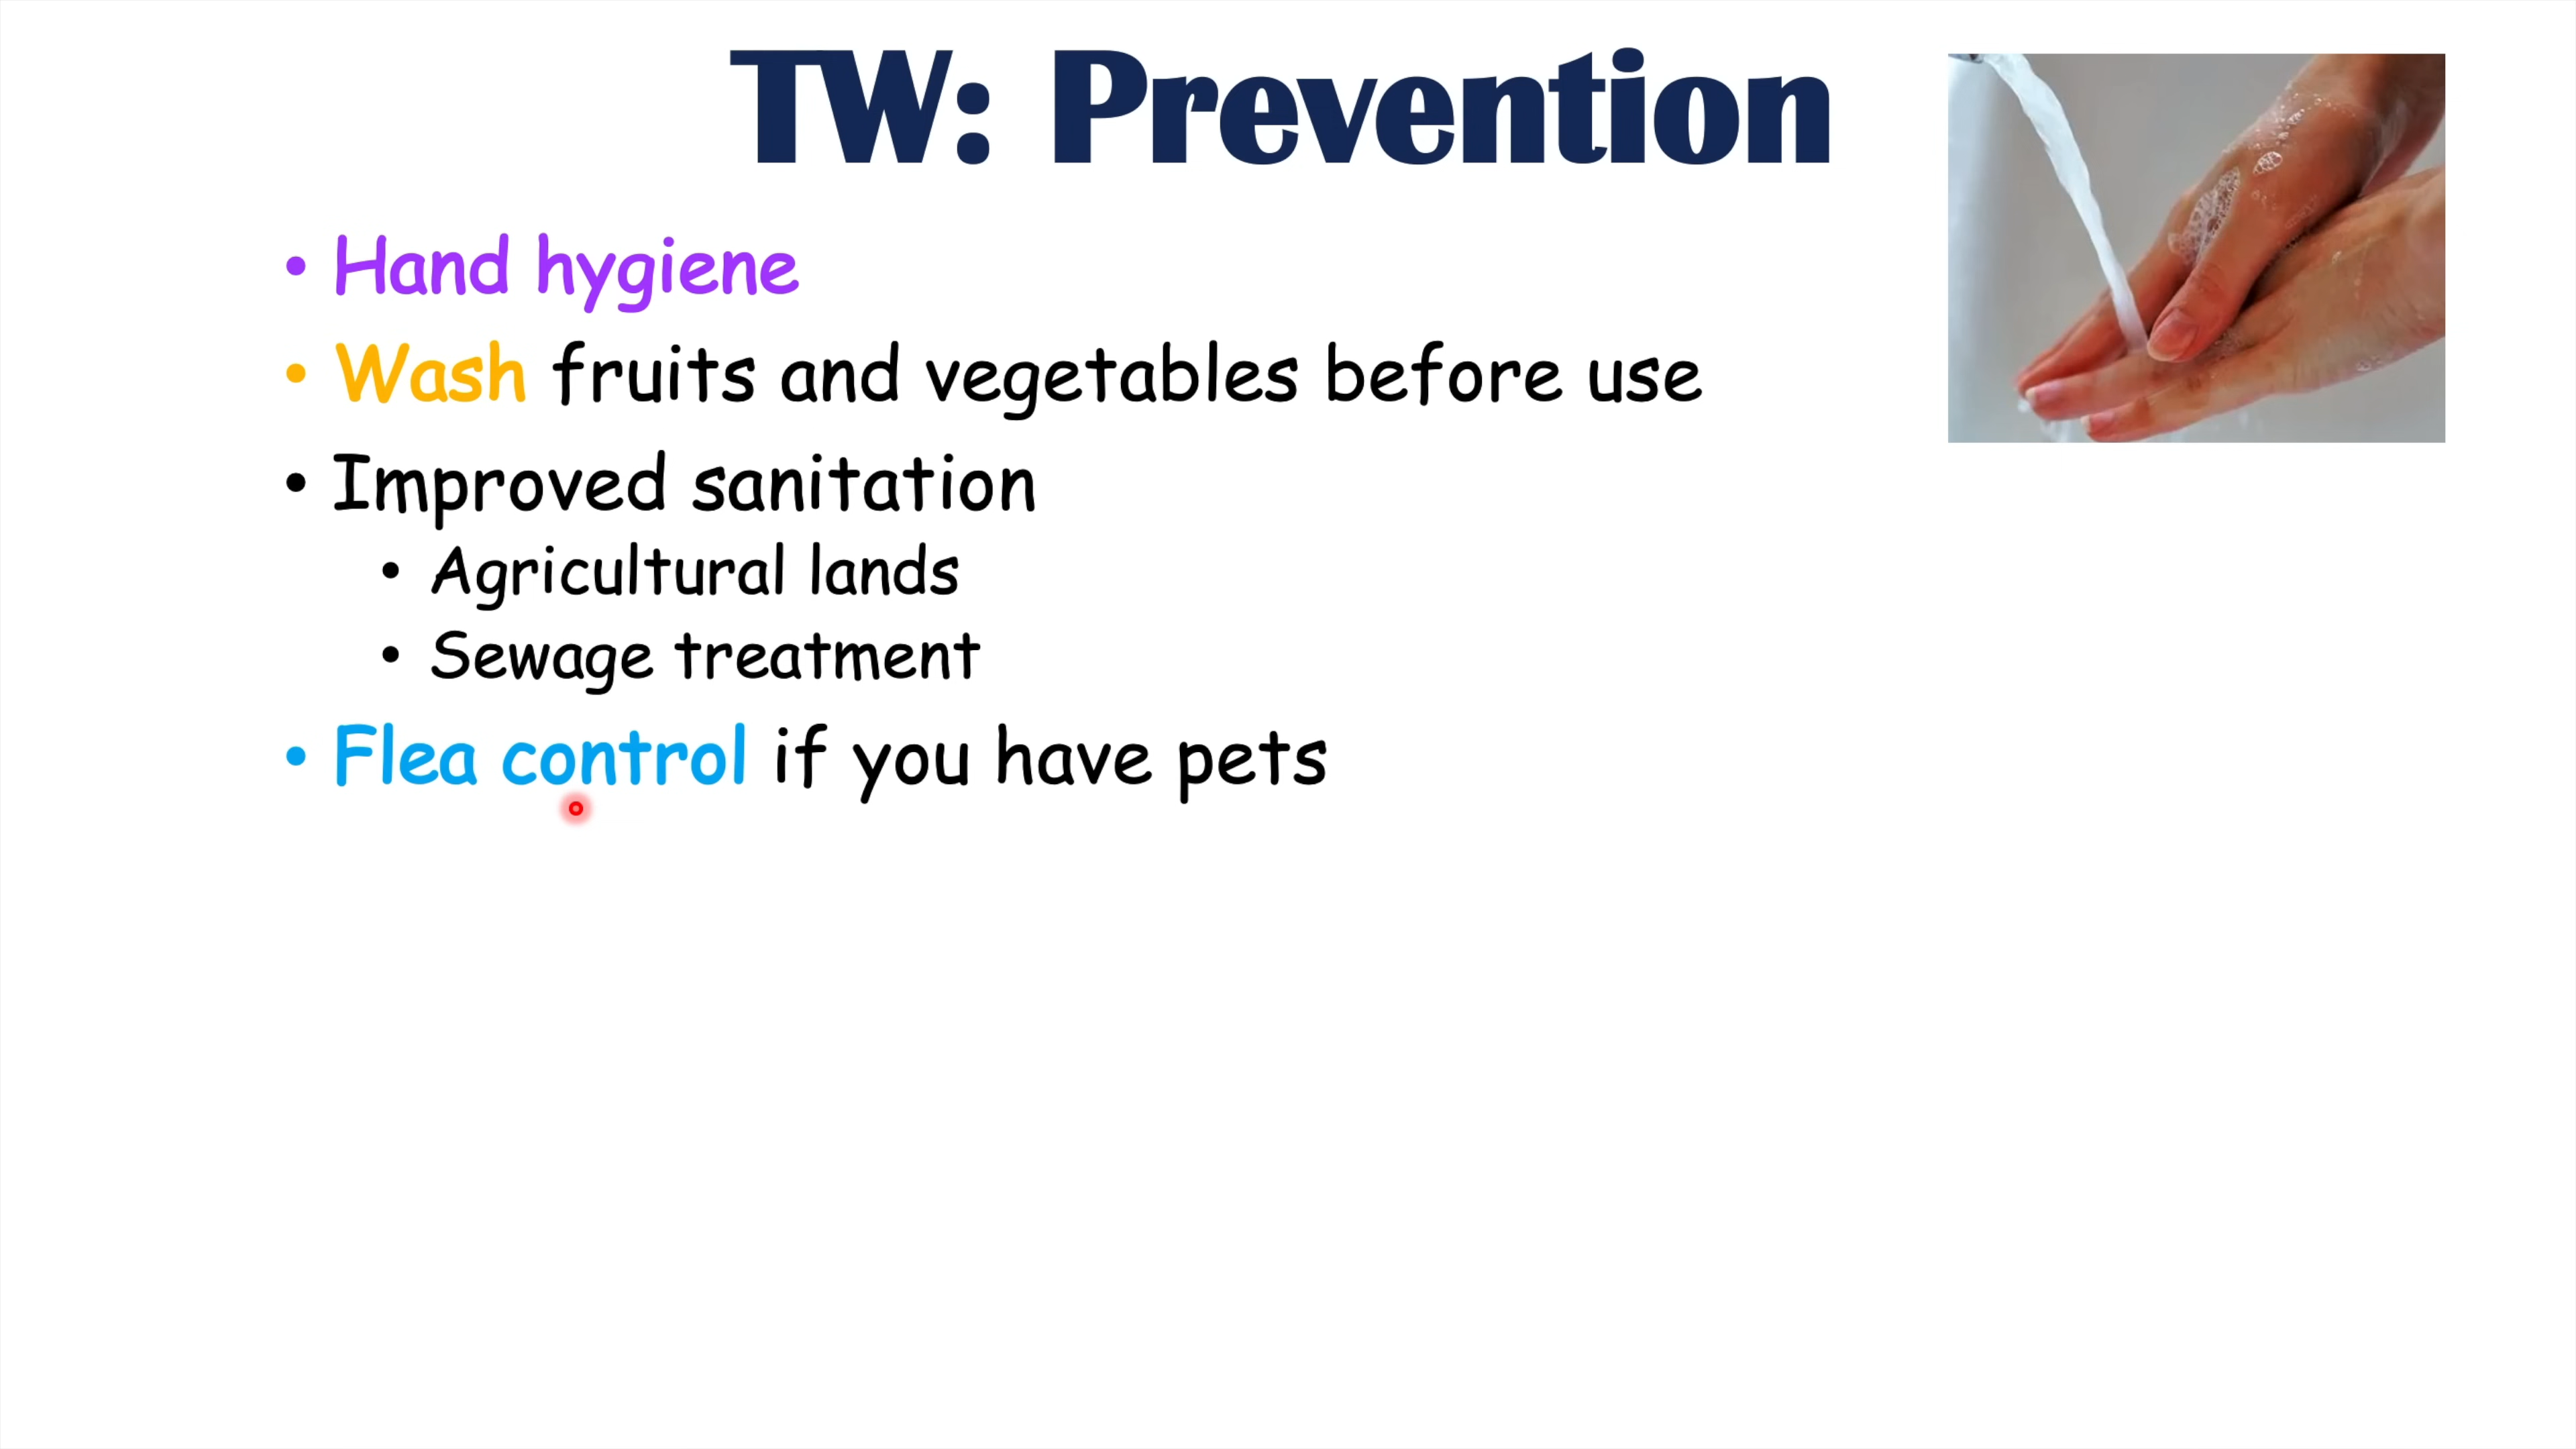 TW: Prevention
• Hand hygiene
• Wash fruits and vegetables before use
• Improved sanitation
• Agricultural lands
• Sewage treatment
• Flea control if you have pets